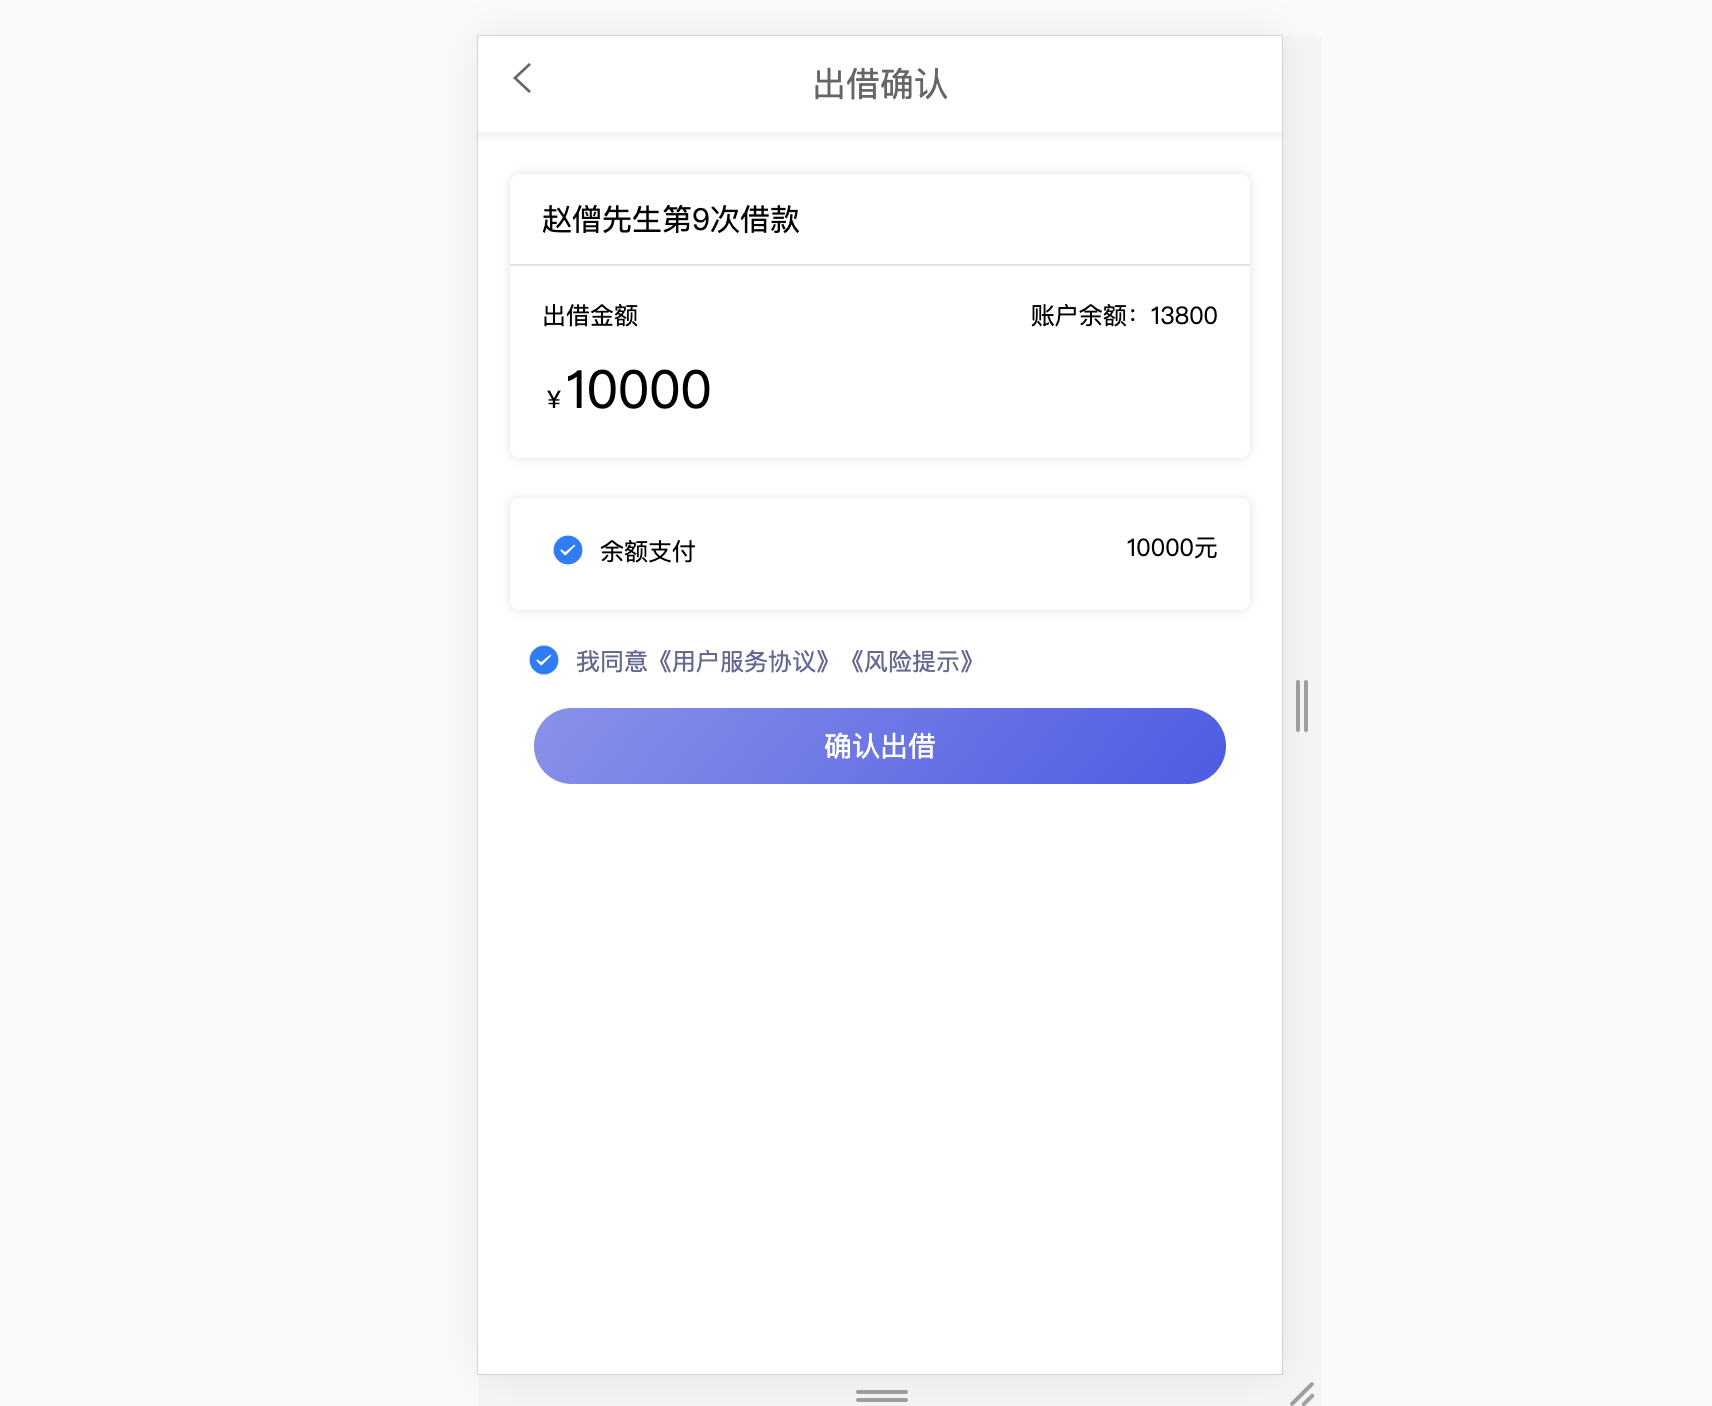 出借确认
赵僧先生第9次借款
出借金额 账户余额：13800
¥10000
余额支付 10000元
我同意《用户服务协议》《风险提示》
确认出借